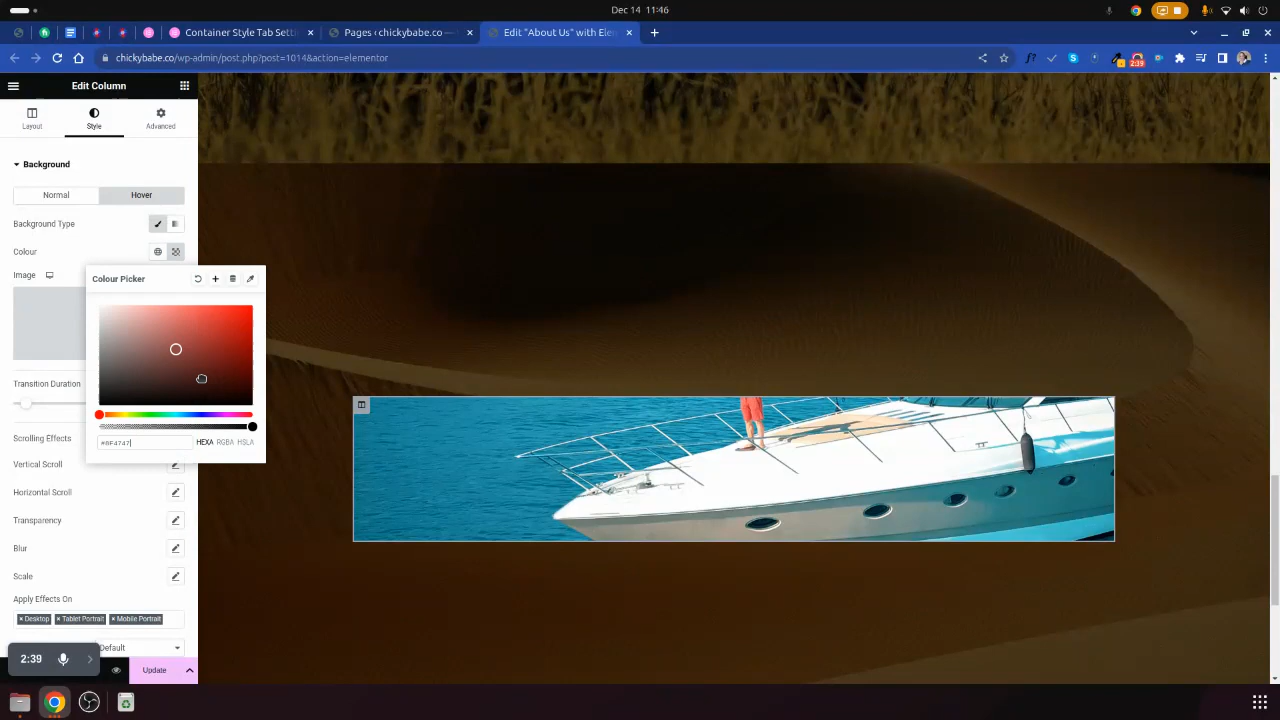 Dec 14 11:46
Container Style Tab Setti
Pages ‹ chickybabe.co —
Edit "About Us" with Elem
chickybabe.co/wp-admin/post.php?post=1014&action=elementor
2:39
Edit Column
Layout
Style
Advanced
Background
Normal
Hover
Background Type
Colour
Image
Colour Picker
Transition Duration
HEXA RGBA HSLA
Scrolling Effects
Vertical Scroll
Horizontal Scroll
Transparency
Blur
Scale
Apply Effects On
× Desktop × Tablet Portrait × Mobile Portrait
Default
2:39
Update